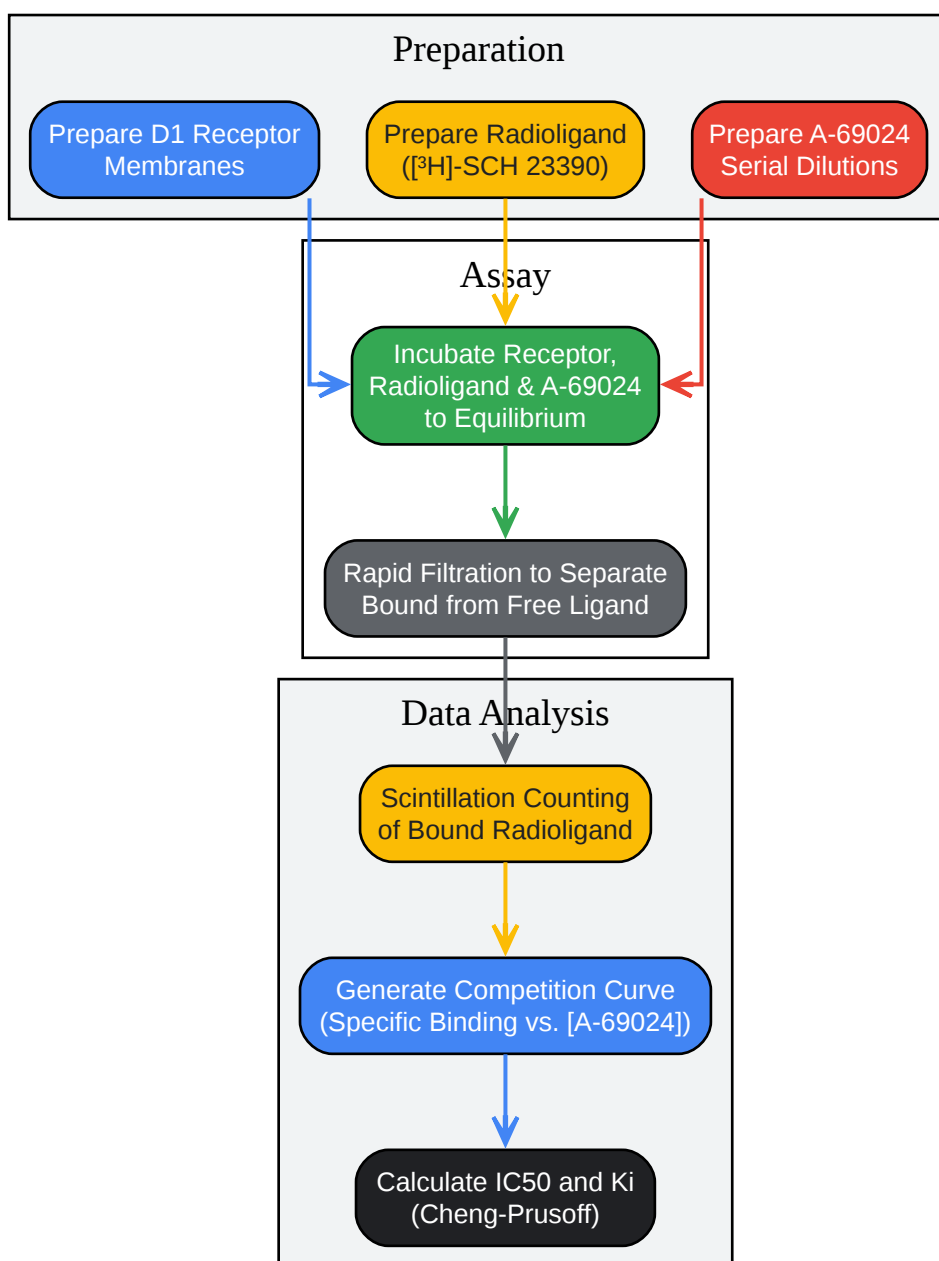 Preparation
Prepare D1 Receptor
Membranes
Prepare Radioligand
([³H]-SCH 23390)
Prepare A-69024
Serial Dilutions
Assay
Incubate Receptor,
Radioligand & A-69024
to Equilibrium
Rapid Filtration to Separate
Bound from Free Ligand
Data Analysis
Scintillation Counting
of Bound Radioligand
Generate Competition Curve
(Specific Binding vs. [A-69024])
Calculate IC50 and Ki
(Cheng-Prusoff)